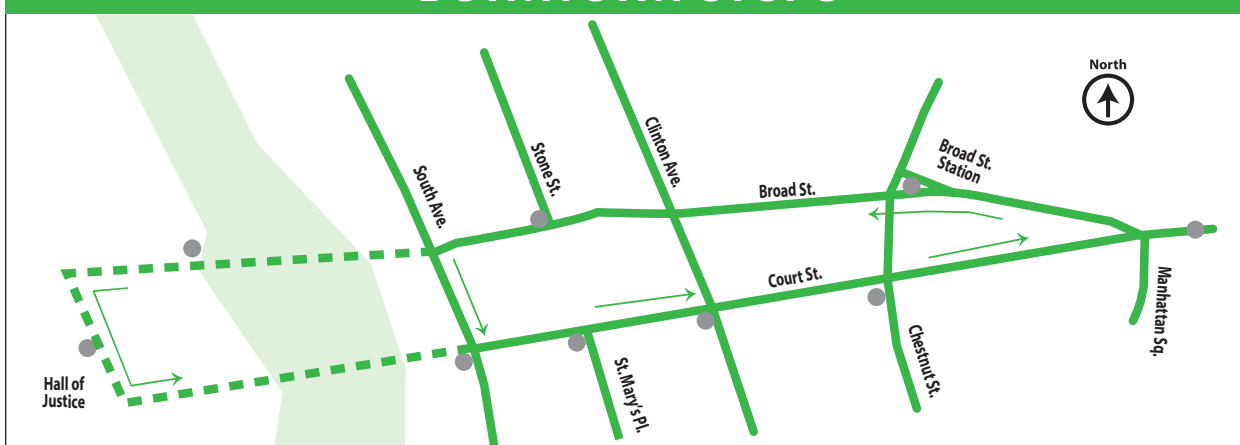 North
Clinton Ave.
Stone St.
Broad St.
Station
South Ave.
Broad St.
Court St.
Manhattan Sq.
Chestnut St.
St. Mary's Pl.
Hall of
Justice